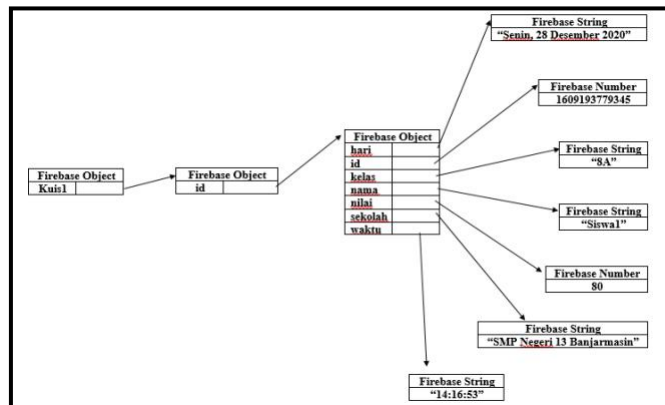 Firebase String
“Senin, 28 Desember 2020”
Firebase Number
1609193779345
Firebase Object
hari
id
kelas
nama
nilai
sekolah
waktu
Firebase String
“8A”
Firebase Object
Kuis1
Firebase Object
id
Firebase String
“Siswa1”
Firebase Number
80
Firebase String
“SMP Negeri 13 Banjarmasin”
Firebase String
“14:16:53”